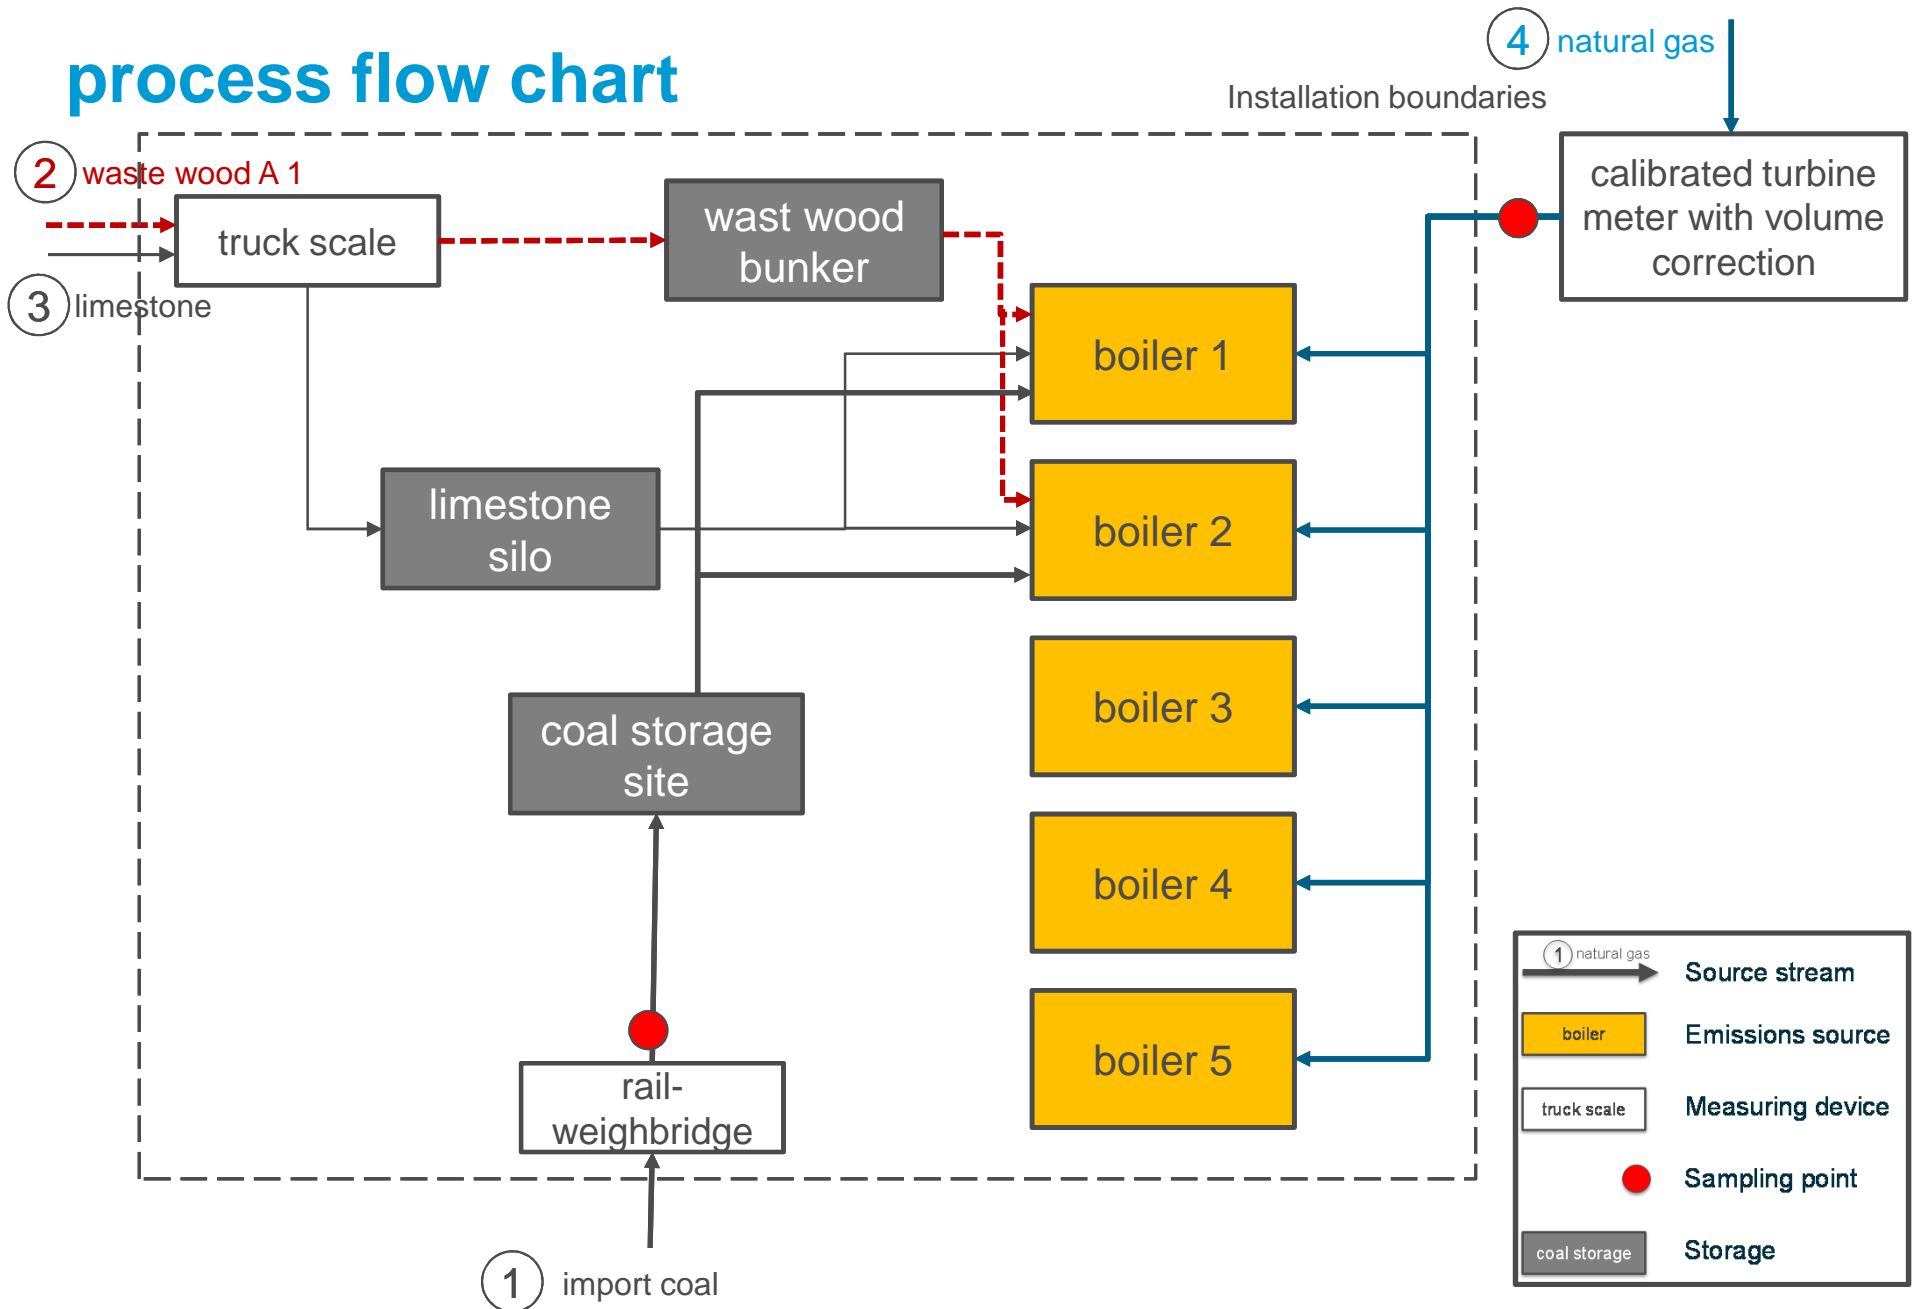 process flow chart
4 natural gas
Installation boundaries
2 waste wood A 1
3 limestone
truck scale
wast wood
bunker
calibrated turbine
meter with volume
correction
boiler 1
limestone
silo
boiler 2
coal storage
site
boiler 3
boiler 4
boiler 5
rail-
weighbridge
1 import coal
1 natural gas
Source stream
boiler
Emissions source
truck scale
Measuring device
Sampling point
coal storage
Storage